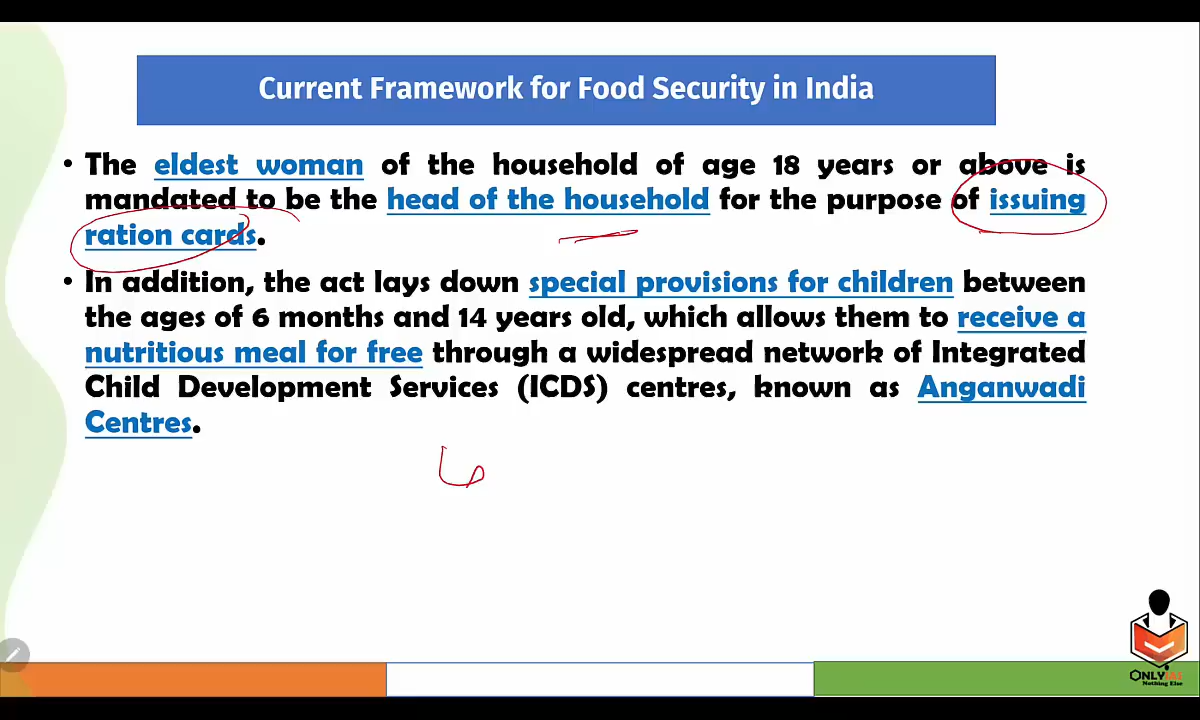 Current Framework for Food Security in India
• The eldest woman of the household of age 18 years or above is
mandated to be the head of the household for the purpose of issuing
ration cards.
• In addition, the act lays down special provisions for children between
the ages of 6 months and 14 years old, which allows them to receive a
nutritious meal for free through a widespread network of Integrated
Child Development Services (ICDS) centres, known as Anganwadi
Centres.
6
ONLYIAS
Nothing Else